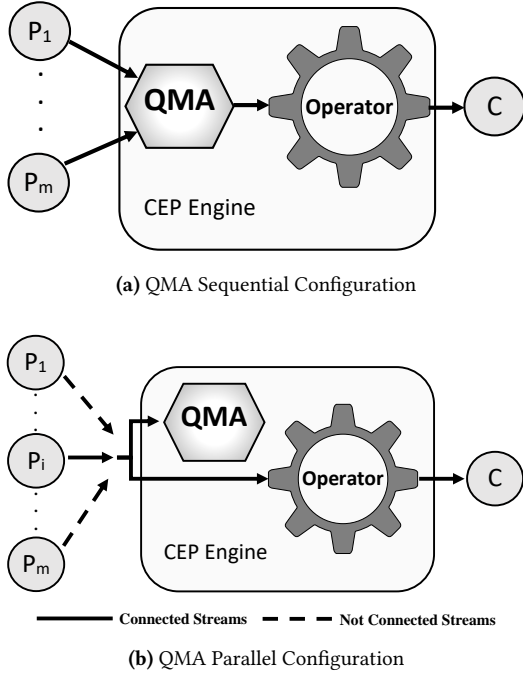 P1
QMA
Operator
C
Pm
CEP Engine
(a) QMA Sequential Configuration
P1
QMA
Pi
Operator
C
CEP Engine
Pm
Connected Streams
Not Connected Streams
(b) QMA Parallel Configuration